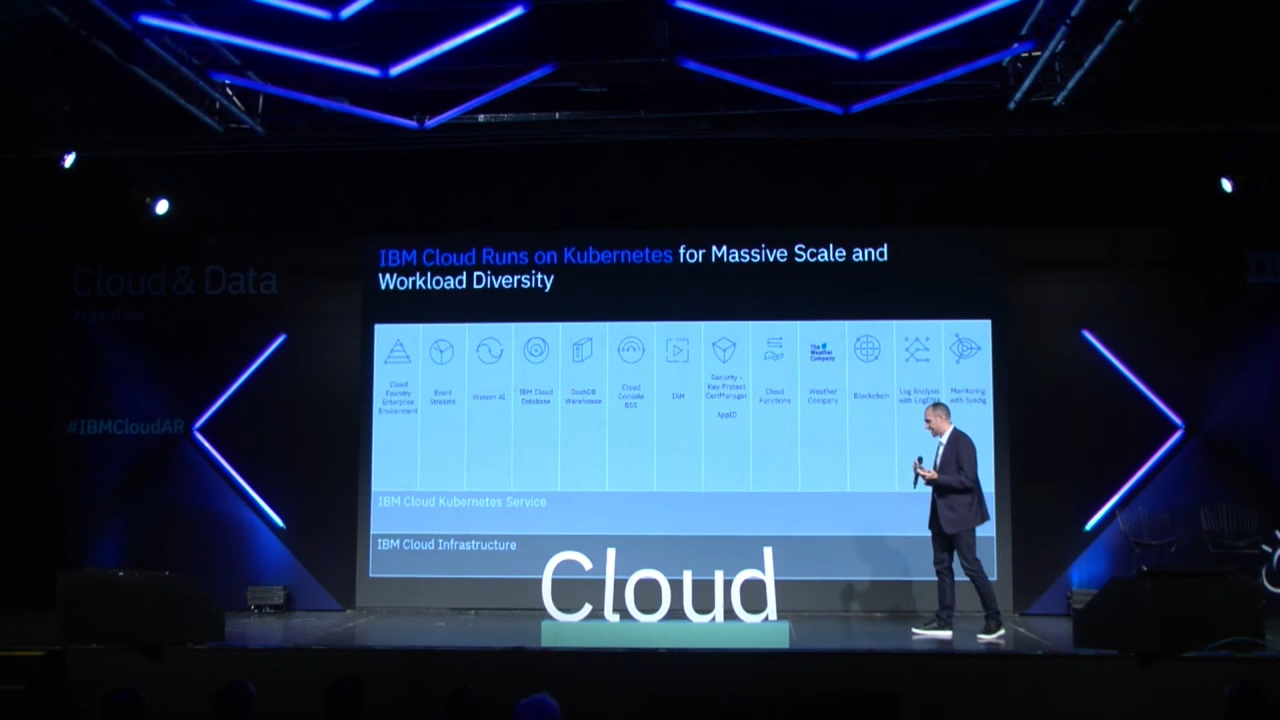 IBM Cloud Runs on Kubernetes for Massive Scale and
Workload Diversity
Cloud & Data
Argentina
#IBMCloudAR
Cloud
Foundry
Enterprise
Environment
Event
Streams
Watson AI
IBM Cloud
Database
DashDB
Warehouse
Cloud
Console
BSS
IAM
Security -
Key Protect
CertManager
AppID
Cloud
Functions
The
Weather
Company
Weather
Company
Blockchain
Log Analysis
with LogDNA
Monitoring
with Sysdig
IBM Cloud Kubernetes Service
IBM Cloud Infrastructure
Cloud